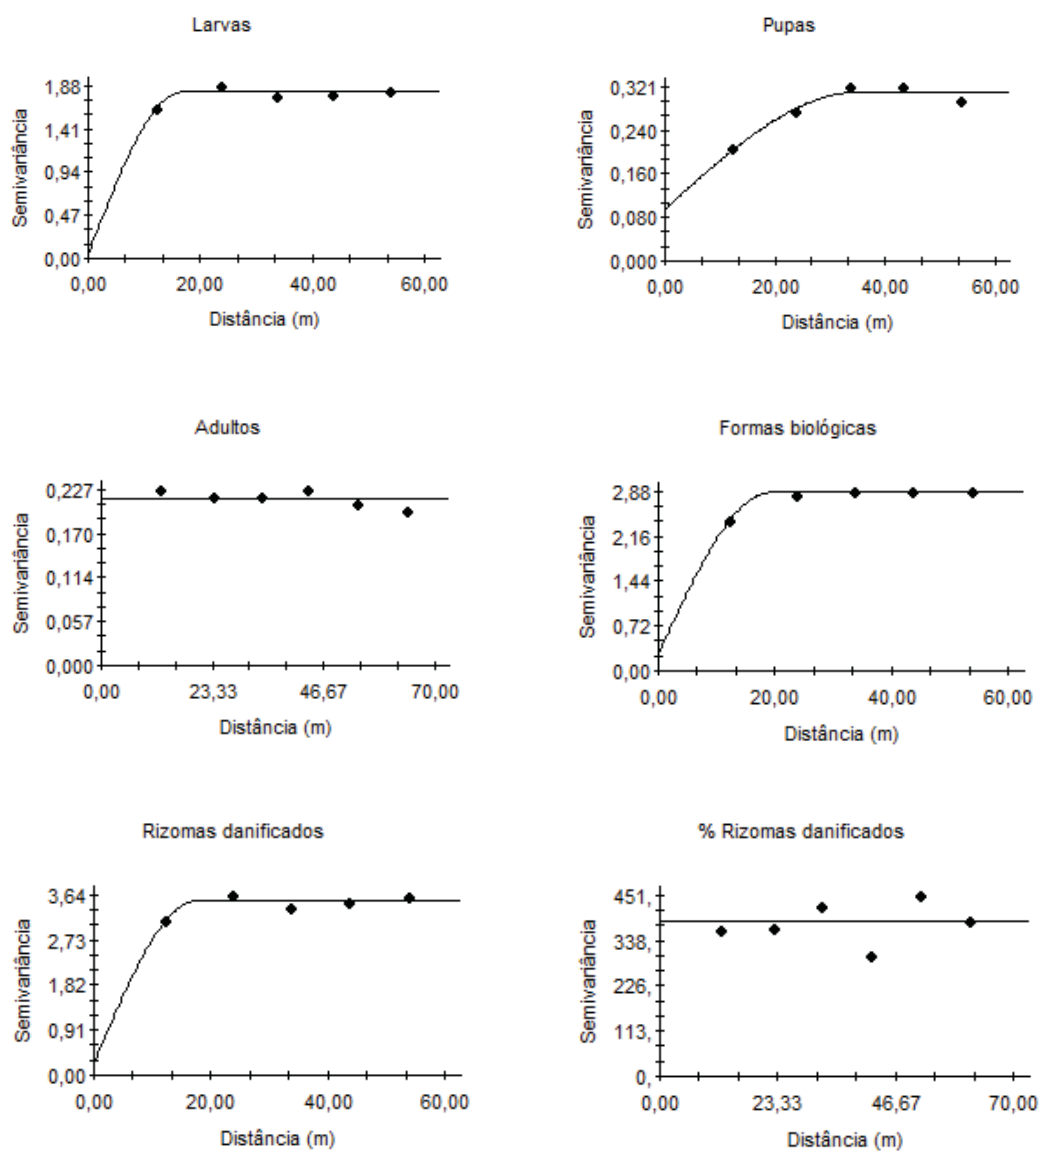 Larvas
Semivariância
1,88
1,41
0,94
0,47
0,00
0,00 20,00 40,00 60,00
Distância (m)
Pupas
Semivariância
0,321
0,240
0,160
0,080
0,000
0,00 20,00 40,00 60,00
Distância (m)
Adultos
Semivariância
0,227
0,170
0,114
0,057
0,000
0,00 23,33 46,67 70,00
Distância (m)
Formas biológicas
Semivariância
2,88
2,16
1,44
0,72
0,00
0,00 20,00 40,00 60,00
Distância (m)
Rizomas danificados
Semivariância
3,64
2,73
1,82
0,91
0,00
0,00 20,00 40,00 60,00
Distância (m)
% Rizomas danificados
Semivariância
451,
338,
226,
113,
0,
0,00 23,33 46,67 70,00
Distância (m)